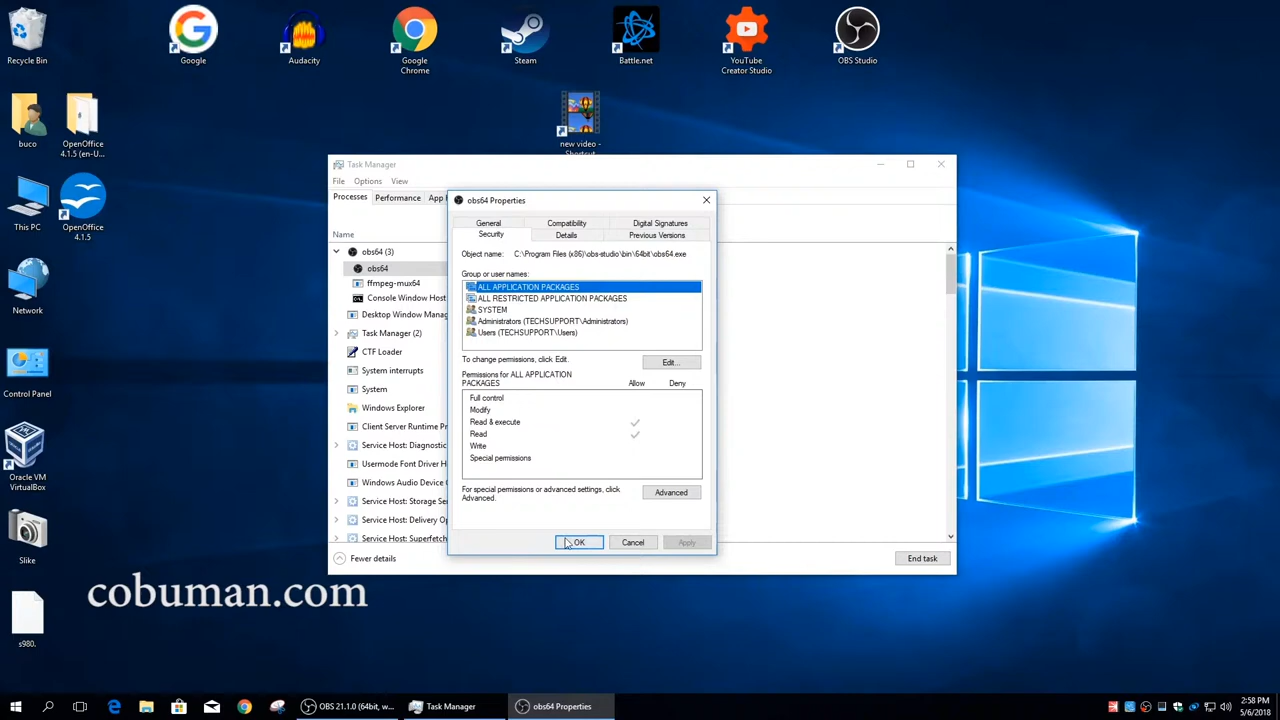 Recycle Bin
Google
Audacity
Google
Chrome
Steam
Battle.net
YouTube
Creator Studio
OBS Studio
buco
OpenOffice
4.1.5 (en-U...
new video -
Shortcut
This PC
OpenOffice
4.1.5
Network
Control Panel
Oracle VM
VirtualBox
Slike
s980.
Task Manager
File Options View
Processes Performance App
Name
obs64 (3)
obs64
ffmpeg-mux64
Console Window Host
Desktop Window Mana
Task Manager (2)
CTF Loader
System interrupts
System
Windows Explorer
Client Server Runtime Pr
Service Host: Diagnostic
Usermode Font Driver H
Windows Audio Device G
Service Host: Storage Se
Service Host: Delivery Op
Service Host: Superfetch
Fewer details
End task
obs64 Properties
General Compatibility Digital Signatures
Security Details Previous Versions
Object name: C:\Program Files (x86)\obs-studio\bin\64bit\obs64.exe
Group or user names:
ALL APPLICATION PACKAGES
ALL RESTRICTED APPLICATION PACKAGES
SYSTEM
Administrators (TECHSUPPORT\Administrators)
Users (TECHSUPPORT\Users)
To change permissions, click Edit.
Edit...
Permissions for ALL APPLICATION
PACKAGES Allow Deny
Full control
Modify
Read & execute
Read
Write
Special permissions
For special permissions or advanced settings, click
Advanced.
Advanced
OK Cancel Apply
cobuman.com
OBS 21.1.0 (64bit, w... Task Manager obs64 Properties
2:58 PM
5/6/2018